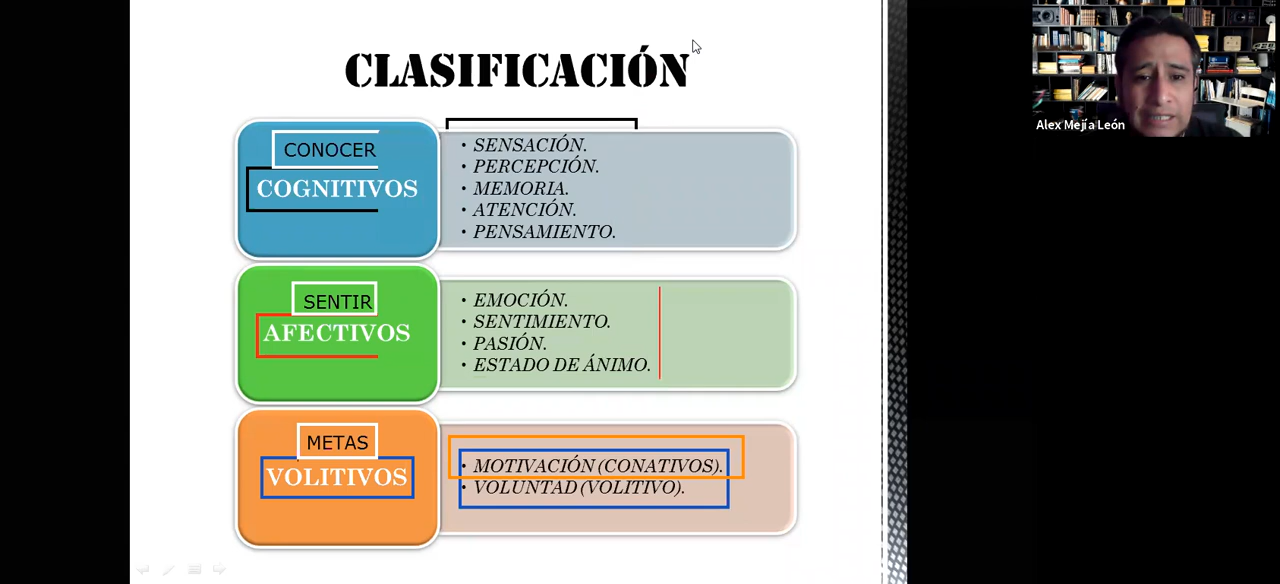 CLASIFICACIÓN
Alex Mejía León
CONOCER
COGNITIVOS
• SENSACIÓN.
• PERCEPCIÓN.
• MEMORIA.
• ATENCIÓN.
• PENSAMIENTO.
SENTIR
AFECTIVOS
• EMOCIÓN.
• SENTIMIENTO.
• PASIÓN.
• ESTADO DE ÁNIMO.
METAS
VOLITIVOS
• MOTIVACIÓN (CONATIVOS).
• VOLUNTAD (VOLITIVO).